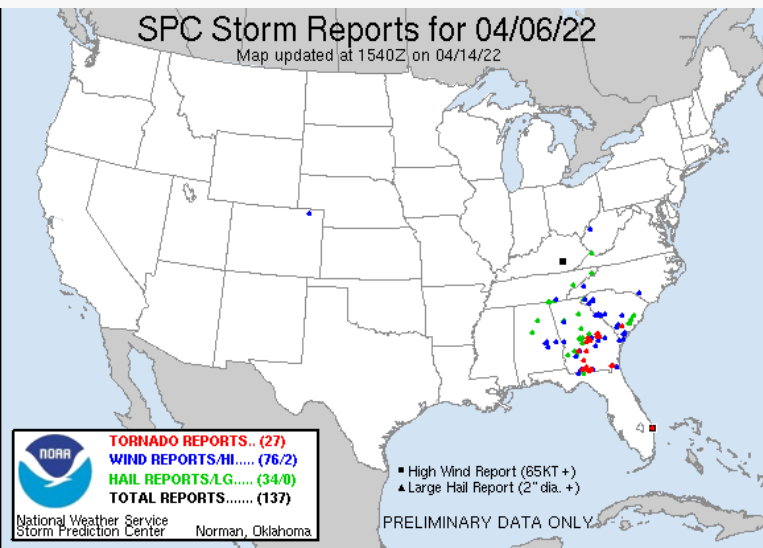 SPC Storm Reports for 04/06/22
Map updated at 1540Z on 04/14/22
NOAA
TORNADO REPORTS.. (27)
WIND REPORTS/HI..... (76/2)
HAIL REPORTS/LG..... (34/0)
TOTAL REPORTS....... (137)
National Weather Service
Storm Prediction Center Norman, Oklahoma
High Wind Report (65KT +)
Large Hail Report (2" dia. +)
PRELIMINARY DATA ONLY